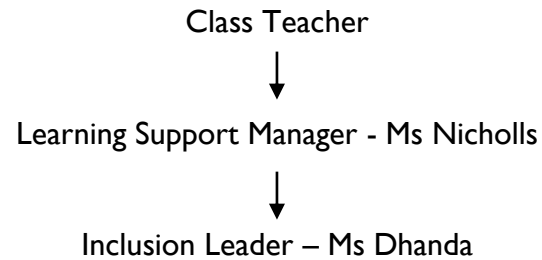 Class Teacher
Learning Support Manager - Ms Nicholls
Inclusion Leader – Ms Dhanda